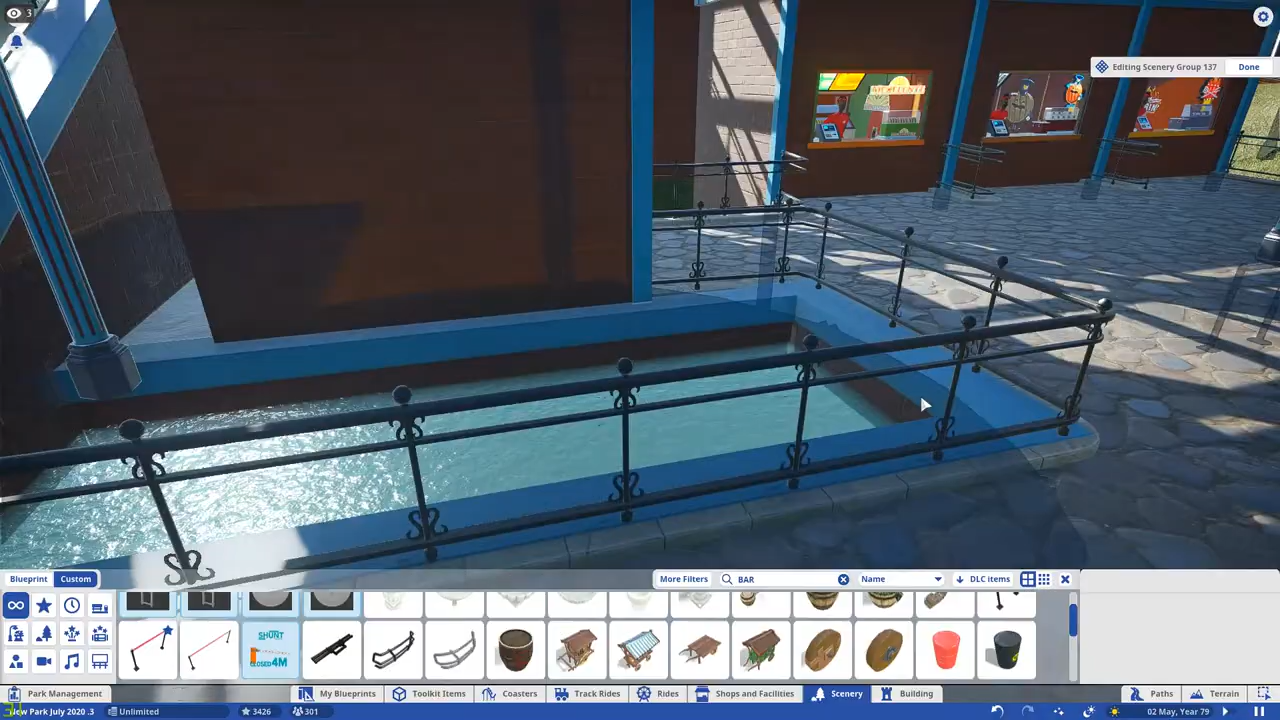 3
Editing Scenery Group 137 Done
Blueprint Custom More Filters BAR Name DLC items
SHUNT
CLOSED 4M
Park Management My Blueprints Toolkit Items Coasters Track Rides Rides Shops and Facilities Scenery Building Paths Terrain
New Park July 2020 .3 Unlimited 3426 301 02 May, Year 79